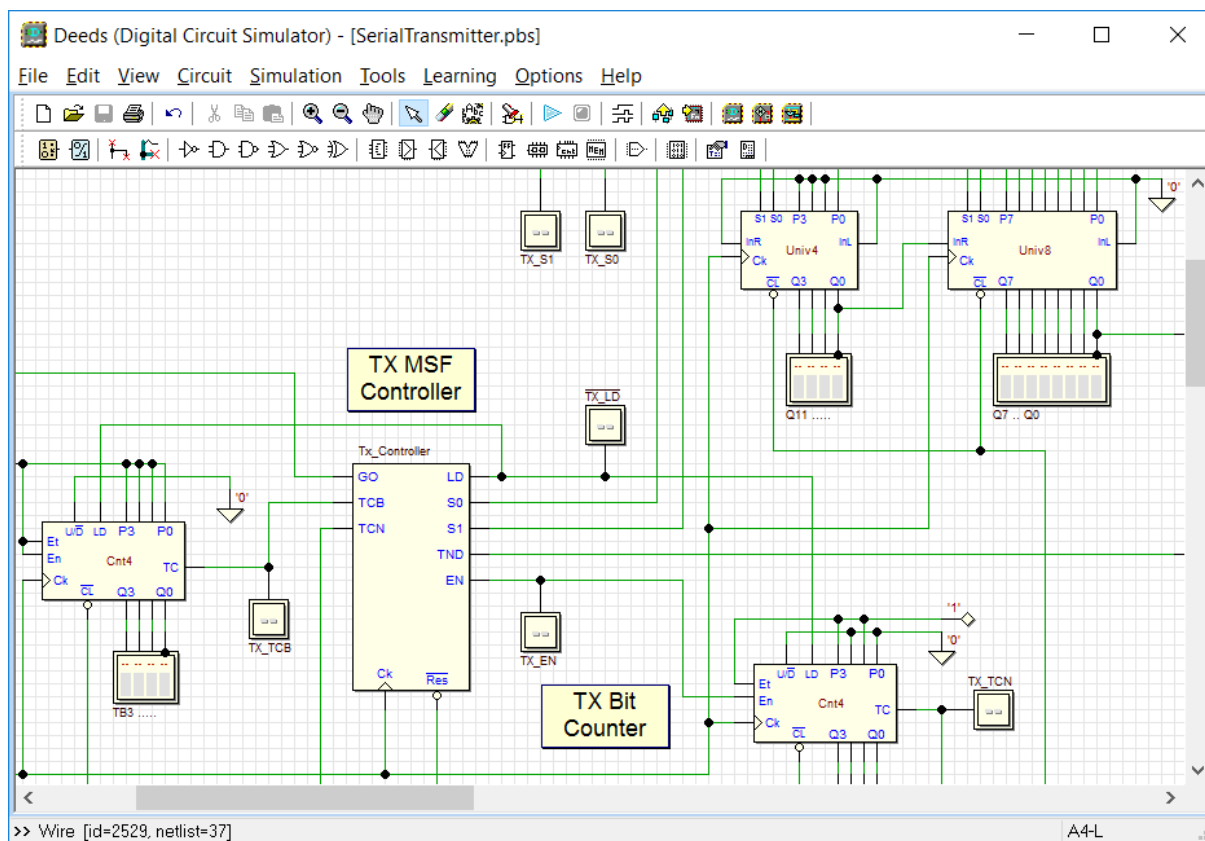 Deeds (Digital Circuit Simulator) - [SerialTransmitter.pbs]
File Edit View Circuit Simulation Tools Learning Options Help
'0'
S1 S0 P3 P0
InR InL
Univ4
Ck
CL Q3 Q0
S1 S0 P7 P0
InR InL
Univ8
Ck
CL Q7 Q0
-- --
TX_S1 TX_S0
TX MSF
Controller
TX_LD
--
-- -- -- --
Q11 .....
-- -- -- -- -- -- -- --
Q7 .. Q0
Tx_Controller
GO LD
TCB S0
TCN S1
TND
EN
Ck Res
'0'
U/D LD P3 P0
Et
En Cnt4
TC
Ck
CL Q3 Q0
--
TX_TCB
-- -- -- --
TB3 .....
--
TX_EN
TX Bit
Counter
'1'
'0'
U/D LD P3 P0
Et
En Cnt4
TC
Ck
CL Q3 Q0
TX_TCN
--
>> Wire [id=2529, netlist=37]
A4-L